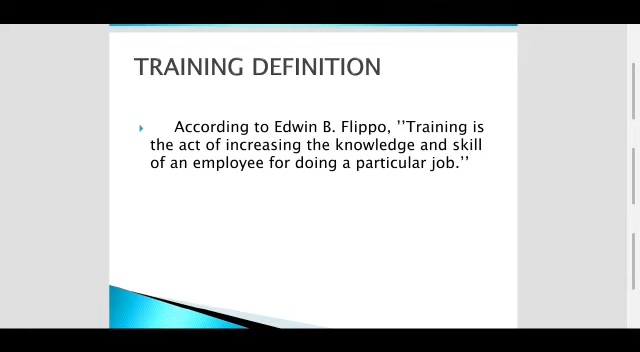 TRAINING DEFINITION
According to Edwin B. Flippo, ’’Training is
the act of increasing the knowledge and skill
of an employee for doing a particular job.’’